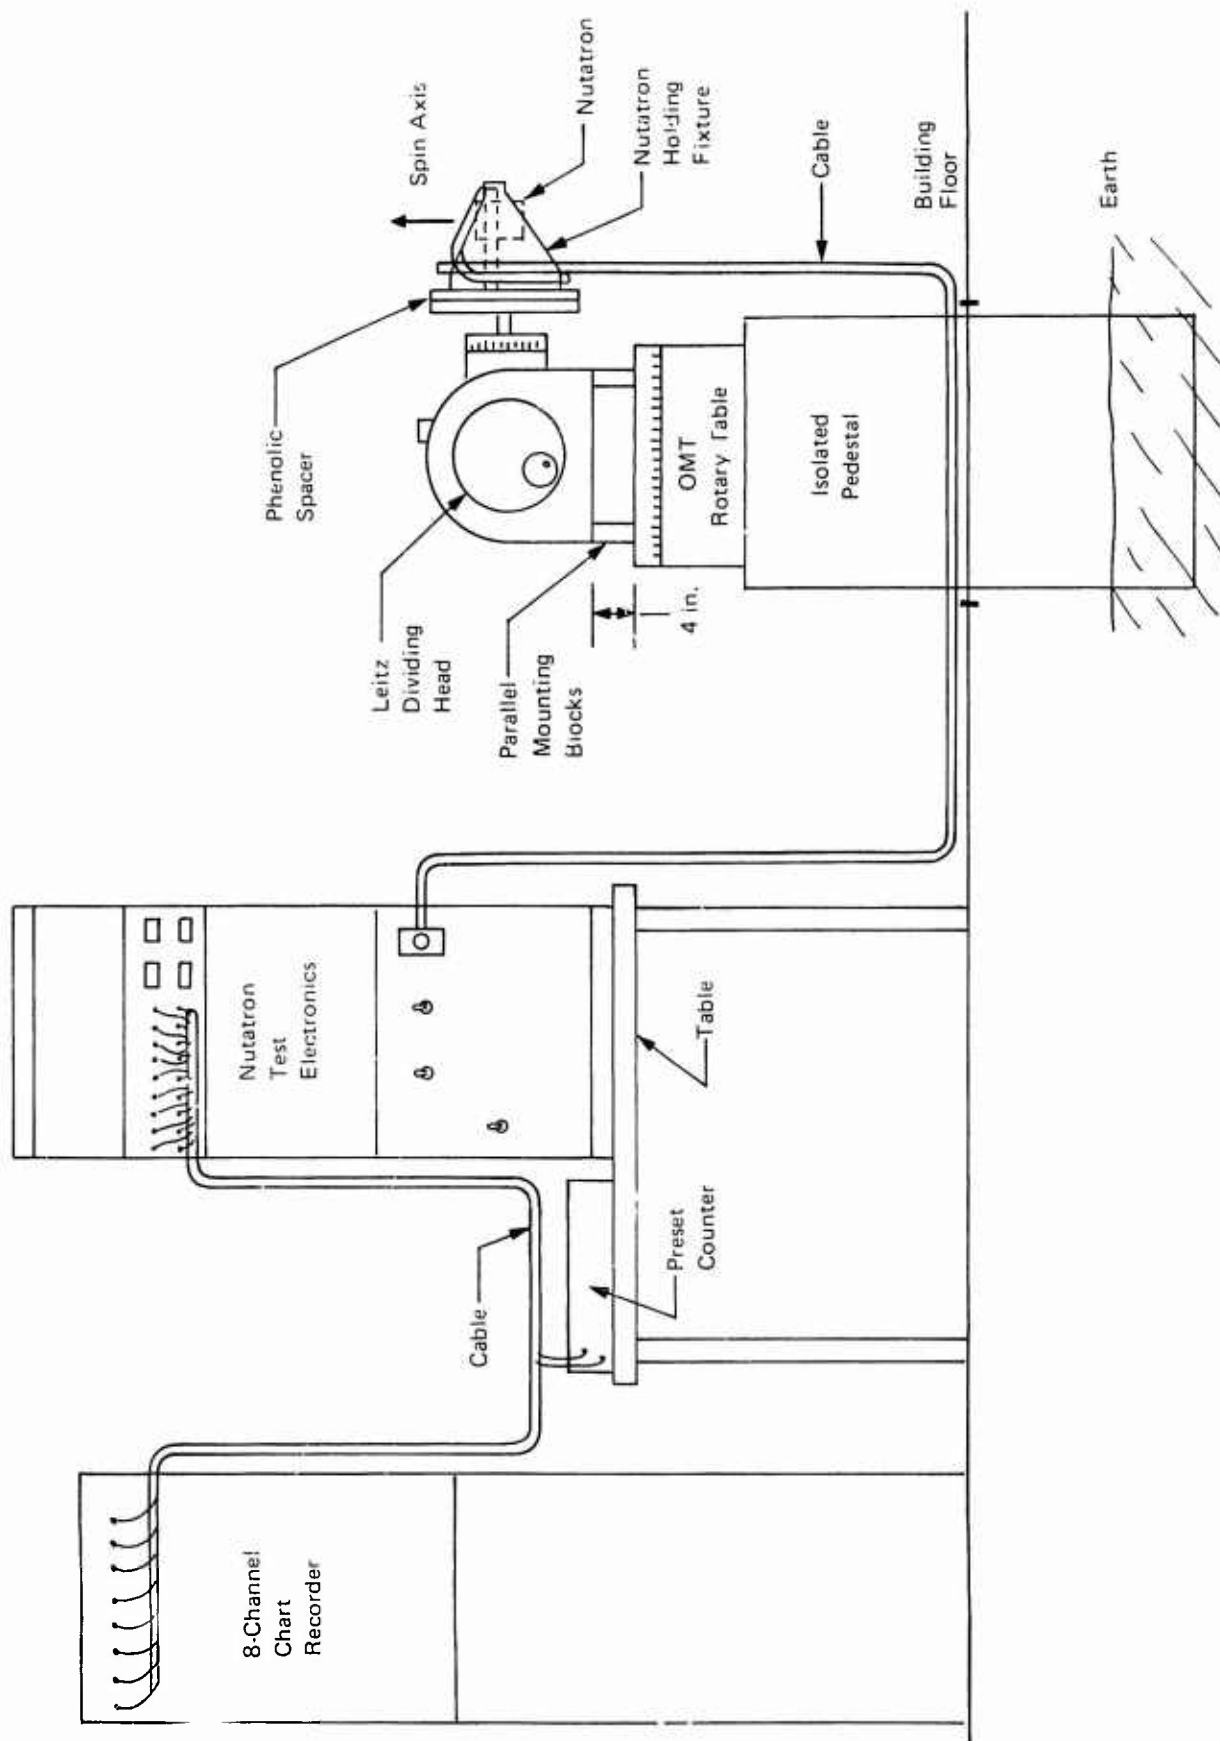 8-Channel
Chart
Recorder
Cable
Preset
Counter
Nutatron
Test
Electronics
Table
Leitz
Dividing
Head
Parallel
Mounting
Blocks
Phenolic
Spacer
4 in.
OMT
Rotary Table
Isolated
Pedestal
Spin Axis
Nutatron
Nutatron
Holding
Fixture
Cable
Building
Floor
Earth